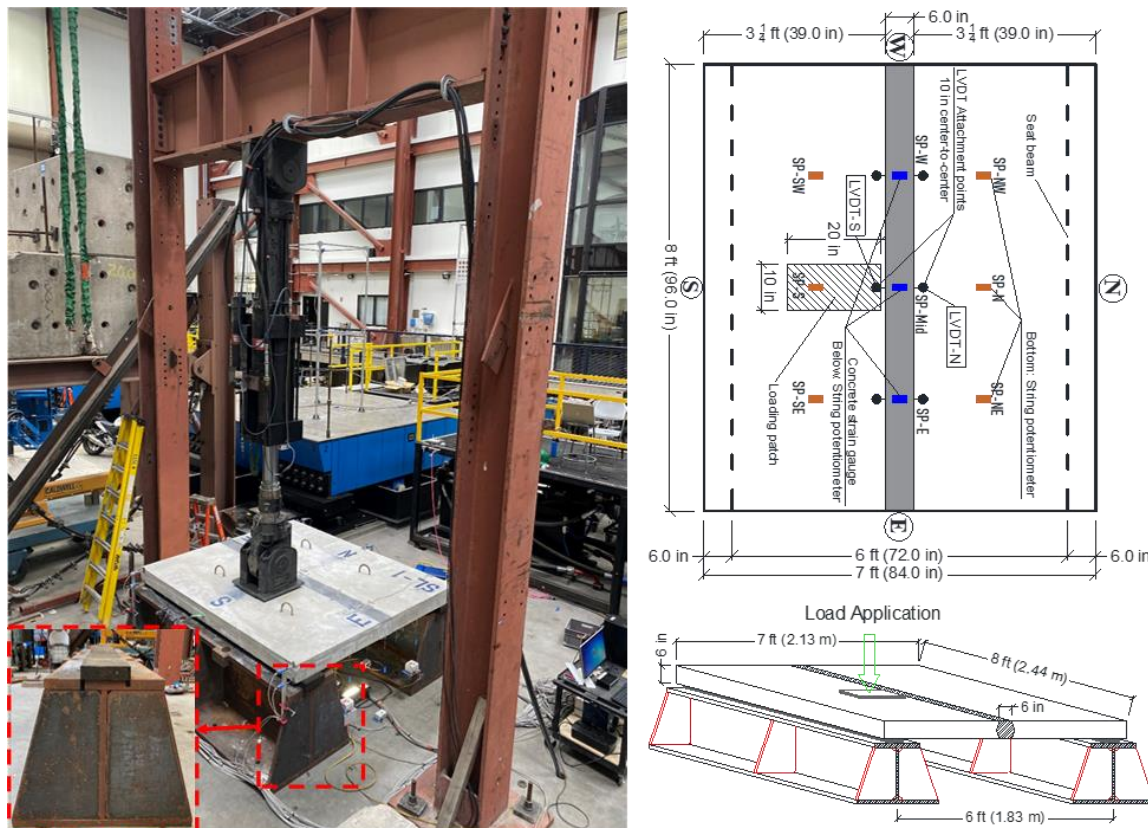 CALDWELL
N
SL-1
S
E
6.0 in
3 1/4 ft (39.0 in)
3 1/4 ft (39.0 in)
W
LVDT Attachment points
10 in center-to-center
Seat beam
SP-W
SP-SW
SP-NW
LVDT-S
20 in
8 ft (96.0 in)
10 in
S
SP-S
SP-N
N
SP-Mid
LVDT-N
Loading patch
Concrete strain gauge
Below: String potentiometer
Bottom: String potentiometer
SP-SE
SP-E
SP-NE
E
6.0 in
6 ft (72.0 in)
6.0 in
7 ft (84.0 in)
Load Application
7 ft (2.13 m)
8 ft (2.44 m)
6 in
6 in
6 ft (1.83 m)